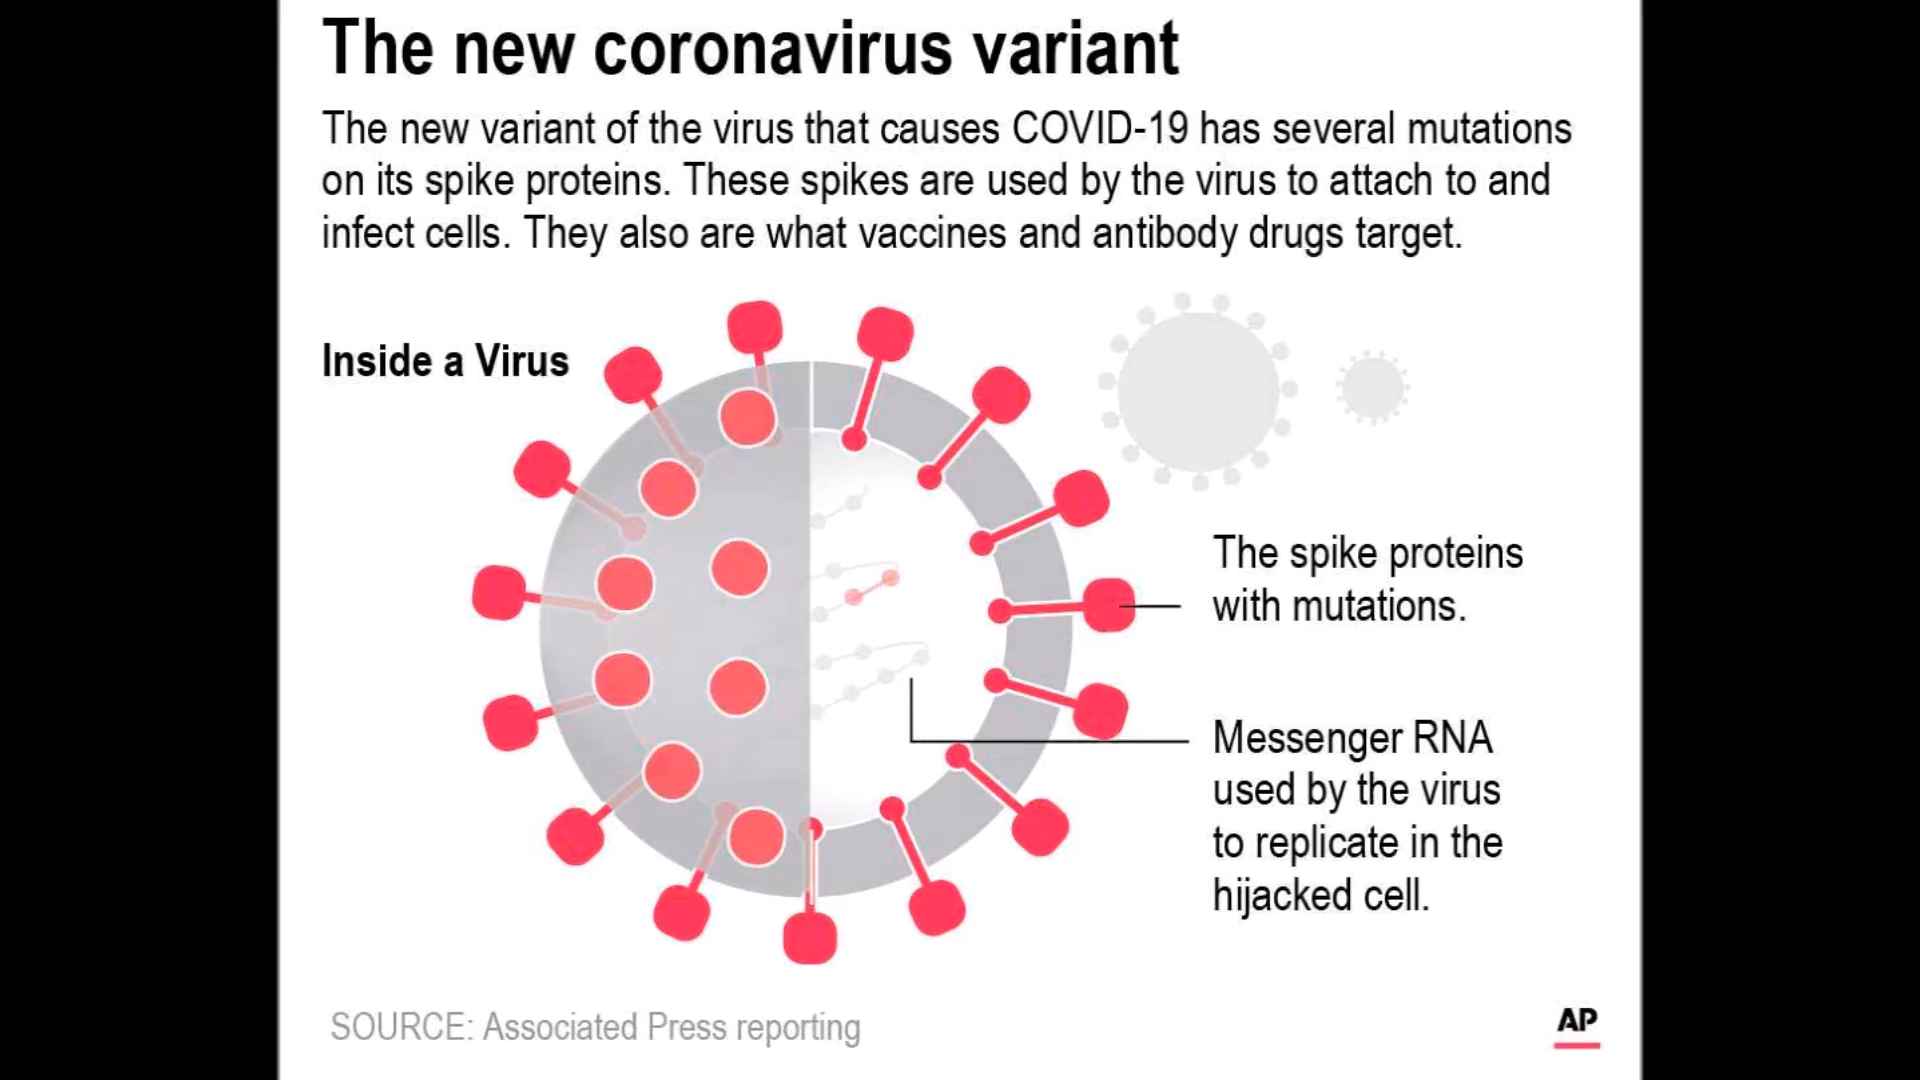 The new coronavirus variant
The new variant of the virus that causes COVID-19 has several mutations
on its spike proteins. These spikes are used by the virus to attach to and
infect cells. They also are what vaccines and antibody drugs target.
Inside a Virus
The spike proteins
with mutations.
Messenger RNA
used by the virus
to replicate in the
hijacked cell.
SOURCE: Associated Press reporting
AP